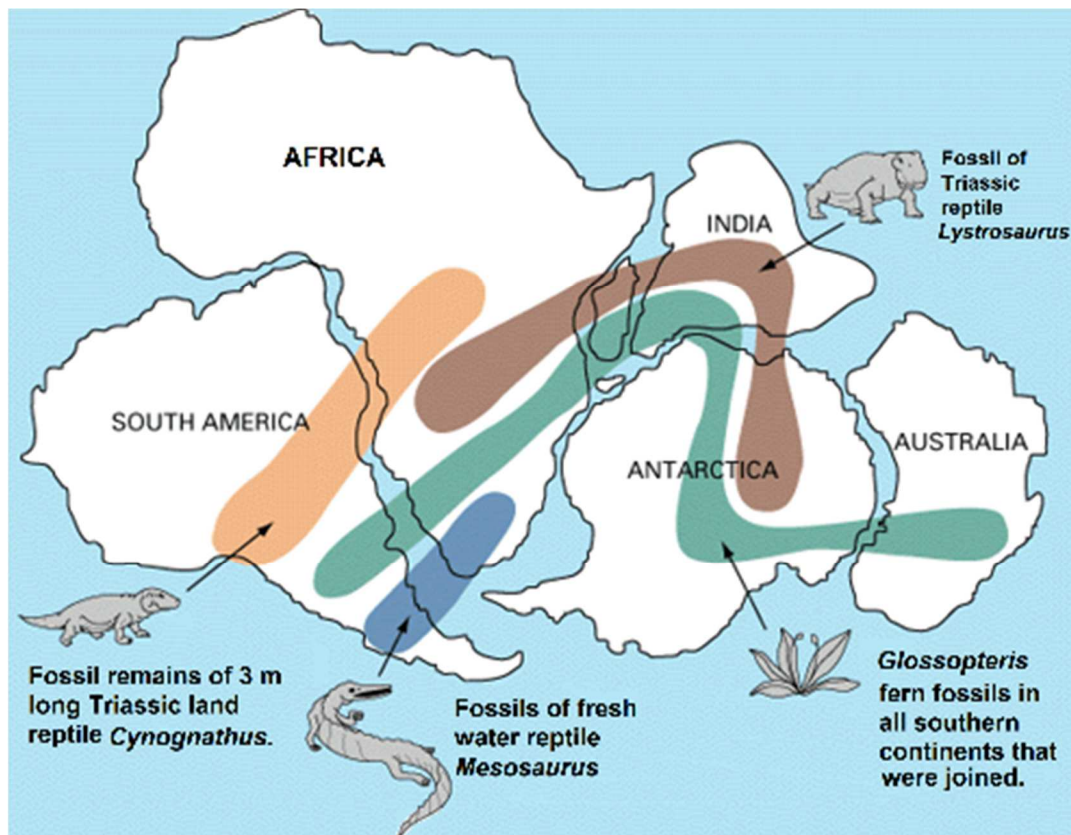 AFRICA
Fossil of
Triassic
reptile
Lystrosaurus
INDIA
SOUTH AMERICA
ANTARCTICA
AUSTRALIA
Fossil remains of 3 m
long Triassic land
reptile Cynognathus.
Fossils of fresh
water reptile
Mesosaurus
Glossopteris
fern fossils in
all southern
continents that
were joined.